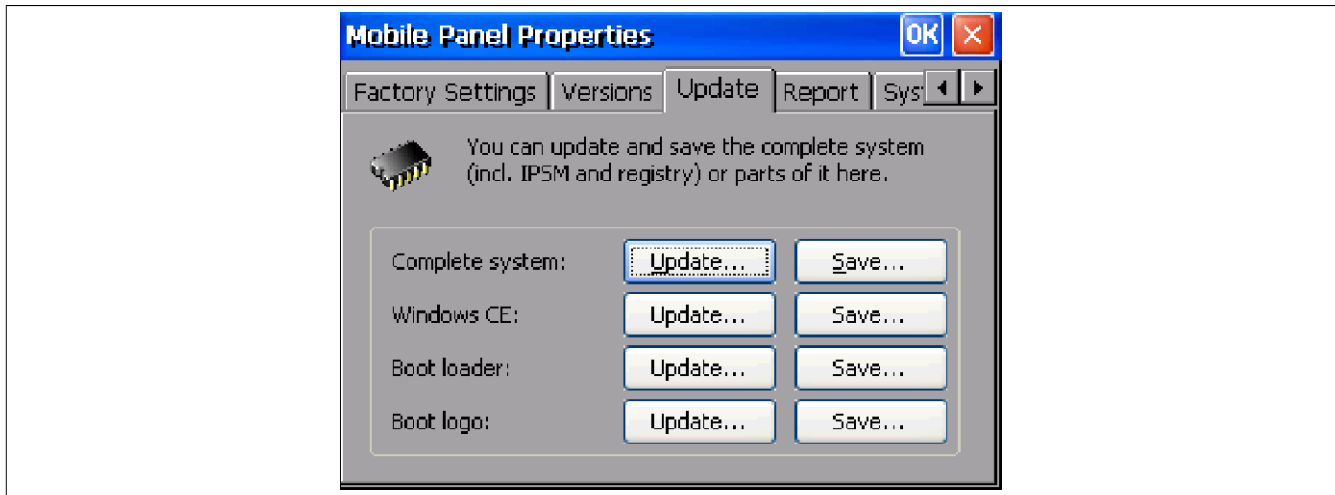 Mobile Panel Properties OK
Factory Settings Versions Update Report Sys
You can update and save the complete system
(incl. IPSM and registry) or parts of it here.
Complete system: Update... Save...
Windows CE: Update... Save...
Boot loader: Update... Save...
Boot logo: Update... Save...